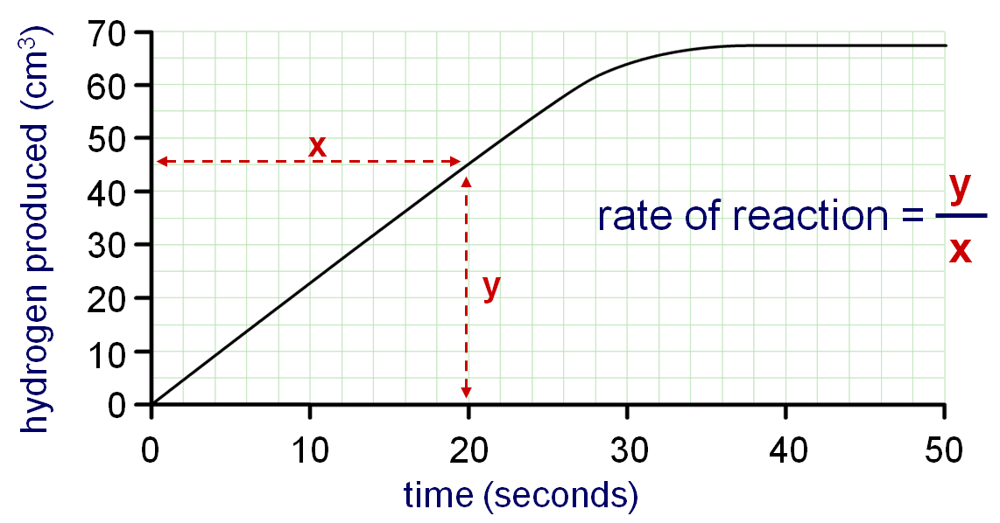 hydrogen produced (cm³)
70
60
50
40
30
20
10
0
x
y
rate of reaction = y
x
0 10 20 30 40 50
time (seconds)